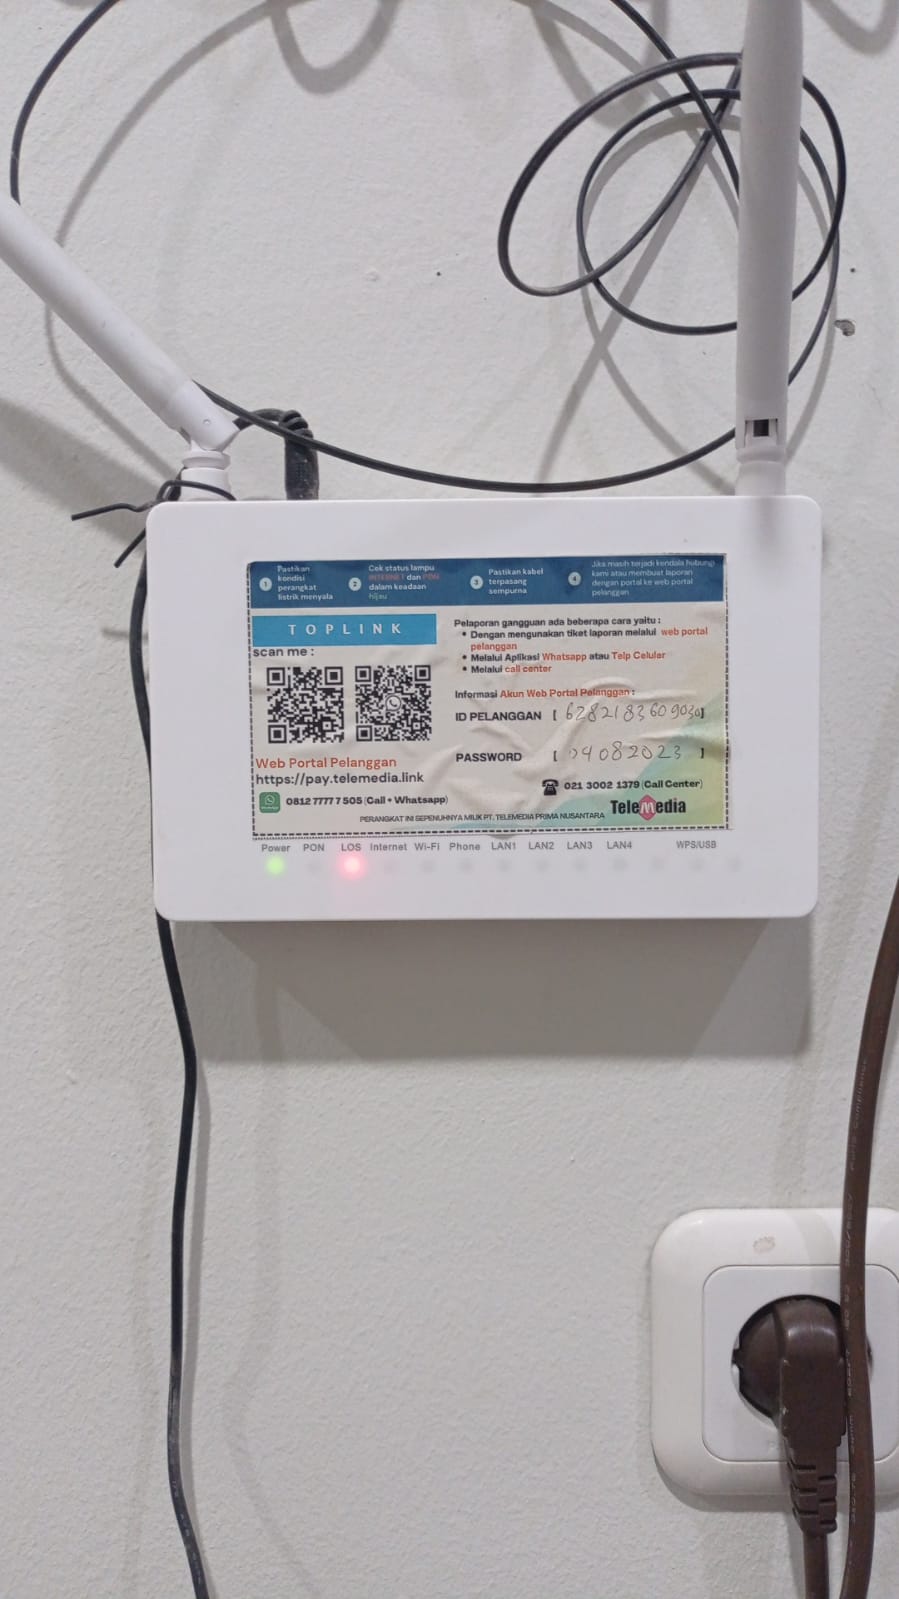 1 Pastikan kondisi perangkat listrik menyala
2 Cek status lampu INTERNET dan PON dalam keadaan hijau
3 Pastikan kabel terpasang sempurna
4 Jika masih terjadi kendala hubungi kami atau membuat laporan dengan portal ke web portal pelanggan
TOPLINK
scan me :
Web Portal Pelanggan
https://pay.telemedia.link
0812 7777 7 505 (Call + Whatsapp)
Pelaporan gangguan ada beberapa cara yaitu :
• Dengan mengunakan tiket laporan melalui web portal
pelanggan
• Melalui Aplikasi Whatsapp atau Telp Celular
• Melalui call center
Informasi Akun Web Portal Pelanggan :
ID PELANGGAN [ 6282183609030]
PASSWORD [ 04082023 ]
021 3002 1379 (Call Center)
TeleMedia
PERANGKAT INI SEPENUHNYA MILIK PT. TELEMEDIA PRIMA NUSANTARA
Power PON LOS Internet Wi-Fi Phone LAN1 LAN2 LAN3 LAN4 WPS/USB